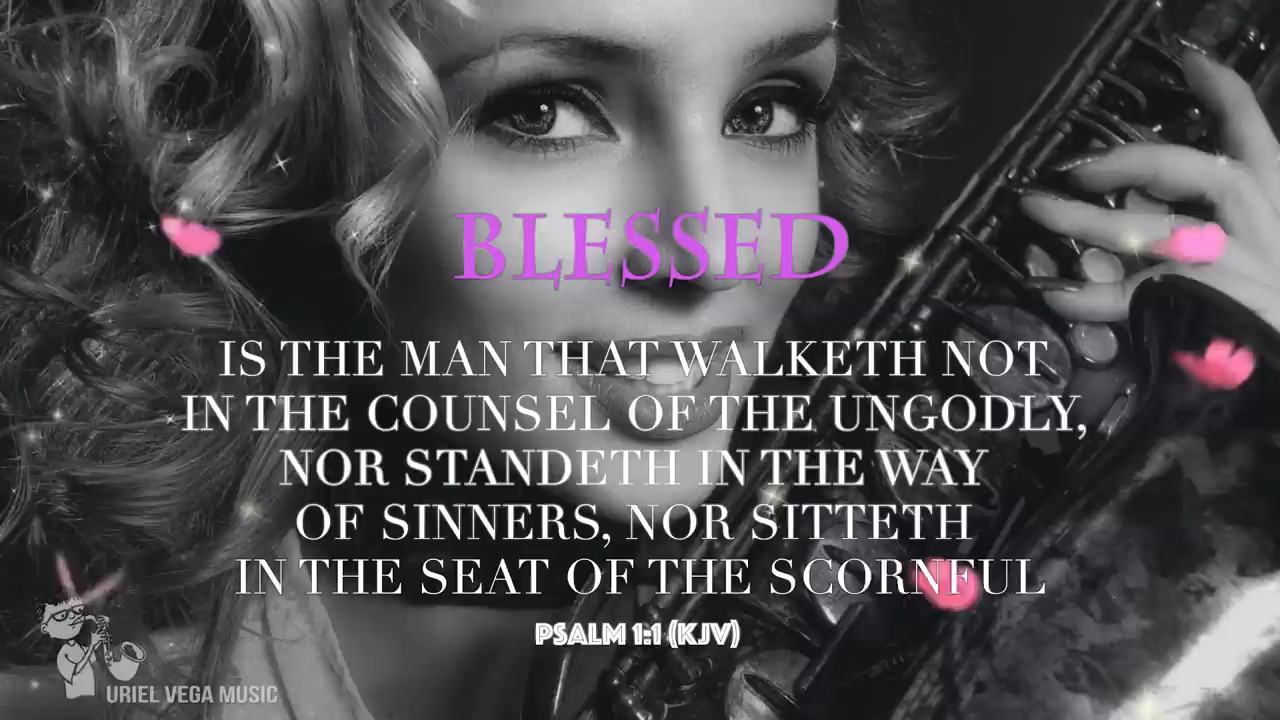 BLESSED
IS THE MAN THAT WALKETH NOT
IN THE COUNSEL OF THE UNGODLY,
NOR STANDETH IN THE WAY
OF SINNERS, NOR SITTETH
IN THE SEAT OF THE SCORNFUL
PSALM 1:1 (KJV)
URIEL VEGA MUSIC